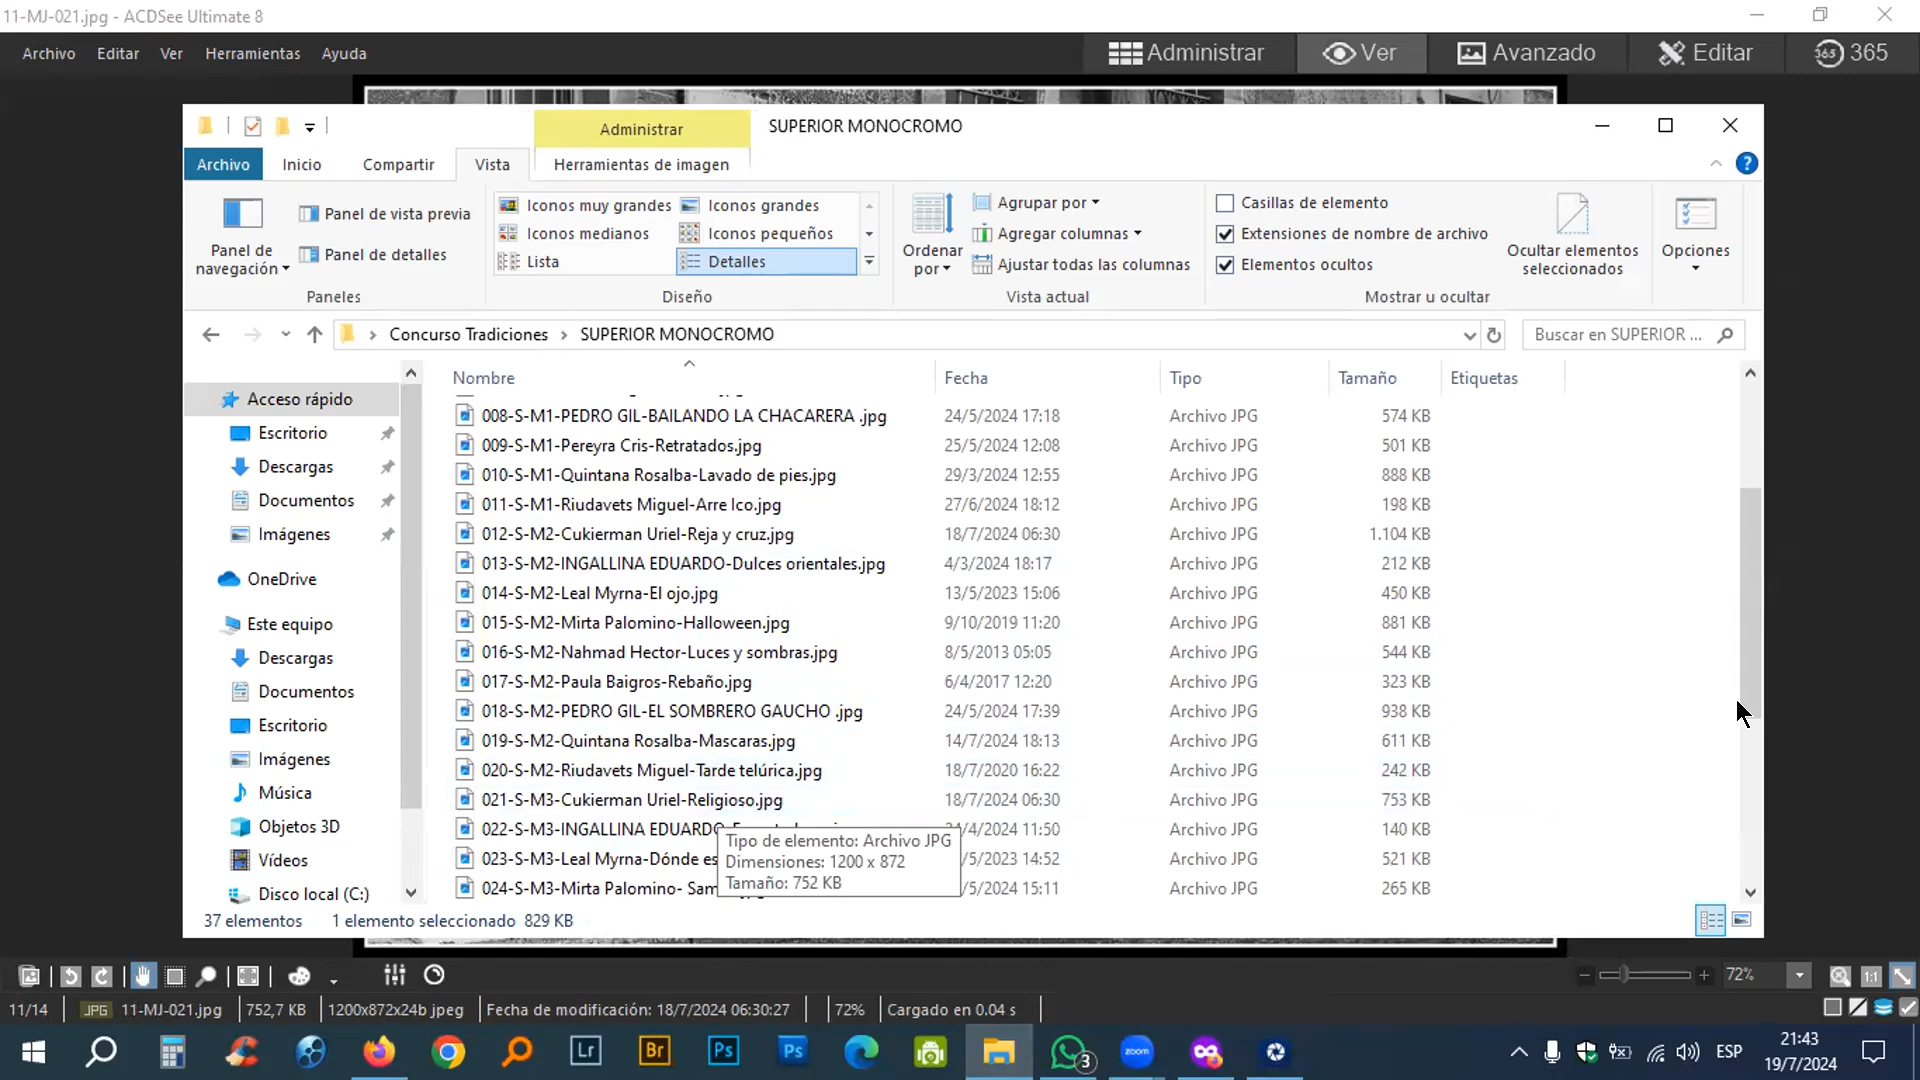 11-MJ-021.jpg - ACDSee Ultimate 8
Archivo Editar Ver Herramientas Ayuda
Administrar Ver Avanzado Editar 365 365
Administrar SUPERIOR MONOCROMO
Archivo Inicio Compartir Vista Herramientas de imagen ?
Panel de navegación
Panel de vista previa
Panel de detalles
Paneles
Iconos muy grandes Iconos grandes
Iconos medianos Iconos pequeños
Lista Detalles
Diseño
Ordenar por
Agrupar por
Agregar columnas
Ajustar todas las columnas
Vista actual
Casillas de elemento
Extensiones de nombre de archivo
Elementos ocultos
Ocultar elementos seleccionados
Mostrar u ocultar
Opciones
Concurso Tradiciones SUPERIOR MONOCROMO Buscar en SUPERIOR ...
Acceso rápido
Escritorio
Descargas
Documentos
Imágenes
OneDrive
Este equipo
Descargas
Documentos
Escritorio
Imágenes
Música
Objetos 3D
Vídeos
Disco local (C:)
Nombre Fecha Tipo Tamaño Etiquetas
008-S-M1-PEDRO GIL-BAILANDO LA CHACARERA .jpg 24/5/2024 17:18 Archivo JPG 574 KB
009-S-M1-Pereyra Cris-Retratados.jpg 25/5/2024 12:08 Archivo JPG 501 KB
010-S-M1-Quintana Rosalba-Lavado de pies.jpg 29/3/2024 12:55 Archivo JPG 888 KB
011-S-M1-Riudavets Miguel-Arre Ico.jpg 27/6/2024 18:12 Archivo JPG 198 KB
012-S-M2-Cukierman Uriel-Reja y cruz.jpg 18/7/2024 06:30 Archivo JPG 1.104 KB
013-S-M2-INGALLINA EDUARDO-Dulces orientales.jpg 4/3/2024 18:17 Archivo JPG 212 KB
014-S-M2-Leal Myrna-El ojo.jpg 13/5/2023 15:06 Archivo JPG 450 KB
015-S-M2-Mirta Palomino-Halloween.jpg 9/10/2019 11:20 Archivo JPG 881 KB
016-S-M2-Nahmad Hector-Luces y sombras.jpg 8/5/2013 05:05 Archivo JPG 544 KB
017-S-M2-Paula Baigros-Rebaño.jpg 6/4/2017 12:20 Archivo JPG 323 KB
018-S-M2-PEDRO GIL-EL SOMBRERO GAUCHO .jpg 24/5/2024 17:39 Archivo JPG 938 KB
019-S-M2-Quintana Rosalba-Mascaras.jpg 14/7/2024 18:13 Archivo JPG 611 KB
020-S-M2-Riudavets Miguel-Tarde telúrica.jpg 18/7/2020 16:22 Archivo JPG 242 KB
021-S-M3-Cukierman Uriel-Religioso.jpg 18/7/2024 06:30 Archivo JPG 753 KB
022-S-M3-INGALLINA EDUARDO 4/2024 11:50 Archivo JPG 140 KB
023-S-M3-Leal Myrna-Dónde es /5/2023 14:52 Archivo JPG 521 KB
024-S-M3-Mirta Palomino- Sam /5/2024 15:11 Archivo JPG 265 KB
Tipo de elemento: Archivo JPG
Dimensiones: 1200 x 872
Tamaño: 752 KB
37 elementos 1 elemento seleccionado 829 KB
72% 1:1
11/14 JPG 11-MJ-021.jpg 752,7 KB 1200x872x24b jpeg Fecha de modificación: 18/7/2024 06:30:27 72% Cargado en 0.04 s
Lr Br Ps Ps 3 zoom ESP 21:43
19/7/2024